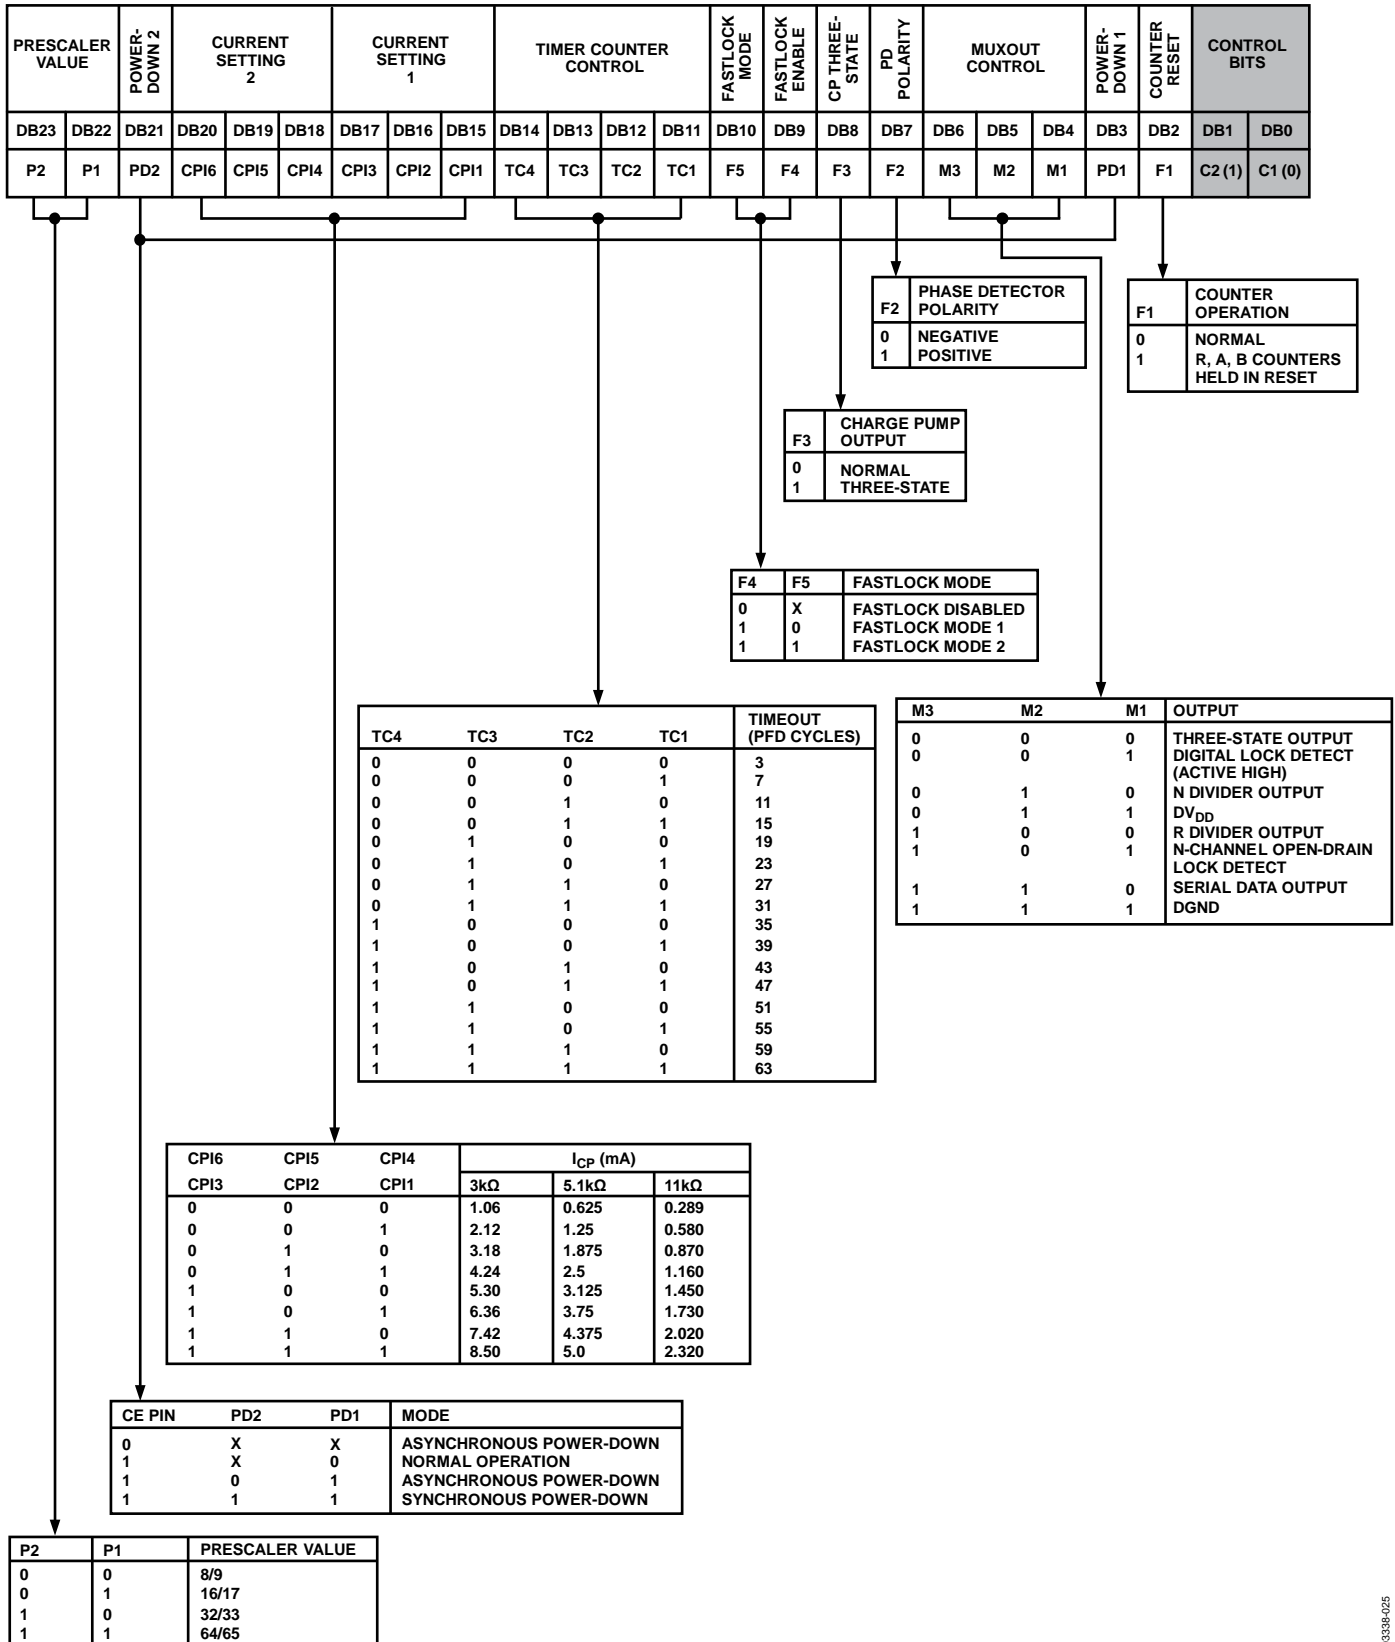 PRESCALER VALUE
POWER-DOWN 2
CURRENT SETTING 2
CURRENT SETTING 1
TIMER COUNTER CONTROL
FASTLOCK MODE
FASTLOCK ENABLE
CP THREE-STATE
PD POLARITY
MUXOUT CONTROL
POWER-DOWN 1
COUNTER RESET
CONTROL BITS
DB23 DB22 DB21 DB20 DB19 DB18 DB17 DB16 DB15 DB14 DB13 DB12 DB11 DB10 DB9 DB8 DB7 DB6 DB5 DB4 DB3 DB2 DB1 DB0
P2 P1 PD2 CPI6 CPI5 CPI4 CPI3 CPI2 CPI1 TC4 TC3 TC2 TC1 F5 F4 F3 F2 M3 M2 M1 PD1 F1 C2 (1) C1 (0)
F2 PHASE DETECTOR POLARITY
0 NEGATIVE
1 POSITIVE
F1 COUNTER OPERATION
0 NORMAL
1 R, A, B COUNTERS
HELD IN RESET
F3 CHARGE PUMP OUTPUT
0 NORMAL
1 THREE-STATE
F4 F5 FASTLOCK MODE
0 X FASTLOCK DISABLED
1 0 FASTLOCK MODE 1
1 1 FASTLOCK MODE 2
TC4 TC3 TC2 TC1 TIMEOUT (PFD CYCLES)
0 0 0 0 3
0 0 0 1 7
0 0 1 0 11
0 0 1 1 15
0 1 0 0 19
0 1 0 1 23
0 1 1 0 27
0 1 1 1 31
1 0 0 0 35
1 0 0 1 39
1 0 1 0 43
1 0 1 1 47
1 1 0 0 51
1 1 0 1 55
1 1 1 0 59
1 1 1 1 63
M3 M2 M1 OUTPUT
0 0 0 THREE-STATE OUTPUT
0 0 1 DIGITAL LOCK DETECT
(ACTIVE HIGH)
0 1 0 N DIVIDER OUTPUT
0 1 1 DVDD
1 0 0 R DIVIDER OUTPUT
1 0 1 N-CHANNEL OPEN-DRAIN
LOCK DETECT
1 1 0 SERIAL DATA OUTPUT
1 1 1 DGND
CPI6 CPI5 CPI4 ICP (mA)
CPI3 CPI2 CPI1 3kΩ 5.1kΩ 11kΩ
0 0 0 1.06 0.625 0.289
0 0 1 2.12 1.25 0.580
0 1 0 3.18 1.875 0.870
0 1 1 4.24 2.5 1.160
1 0 0 5.30 3.125 1.450
1 0 1 6.36 3.75 1.730
1 1 0 7.42 4.375 2.020
1 1 1 8.50 5.0 2.320
CE PIN PD2 PD1 MODE
0 X X ASYNCHRONOUS POWER-DOWN
1 X 0 NORMAL OPERATION
1 0 1 ASYNCHRONOUS POWER-DOWN
1 1 1 SYNCHRONOUS POWER-DOWN
P2 P1 PRESCALER VALUE
0 0 8/9
0 1 16/17
1 0 32/33
1 1 64/65
3338-025